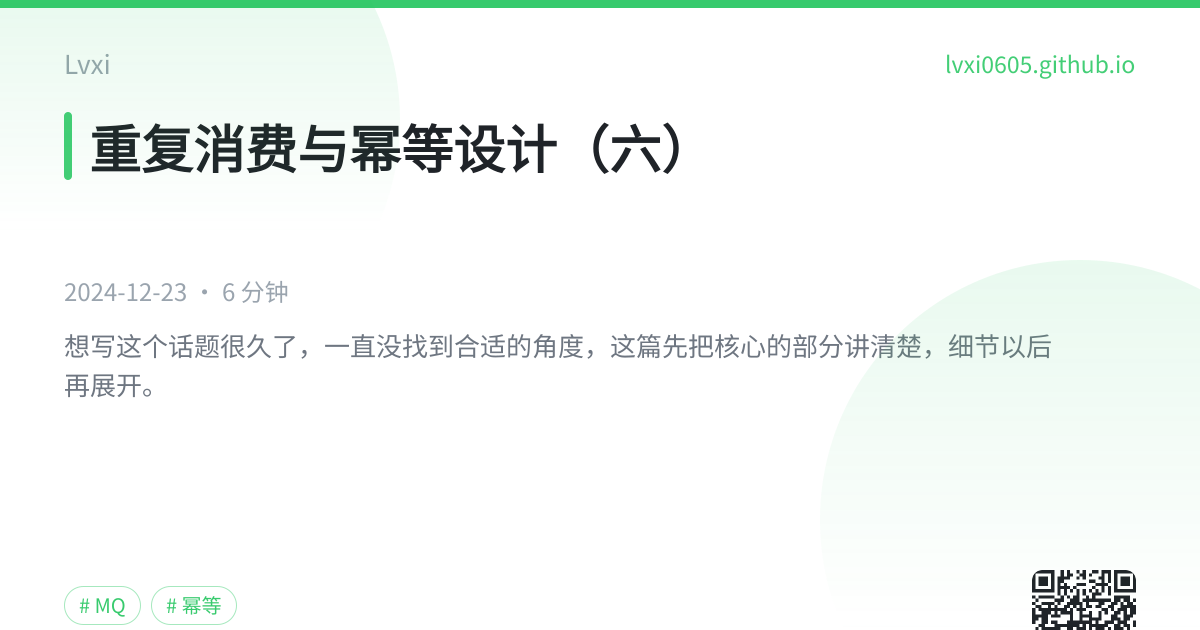 Lvxi
lvxi0605.github.io
重复消费与幂等设计（六）
2024-12-23 · 6 分钟
想写这个话题很久了，一直没找到合适的角度，这篇先把核心的部分讲清楚，细节以后
再展开。
# MQ
# 幂等